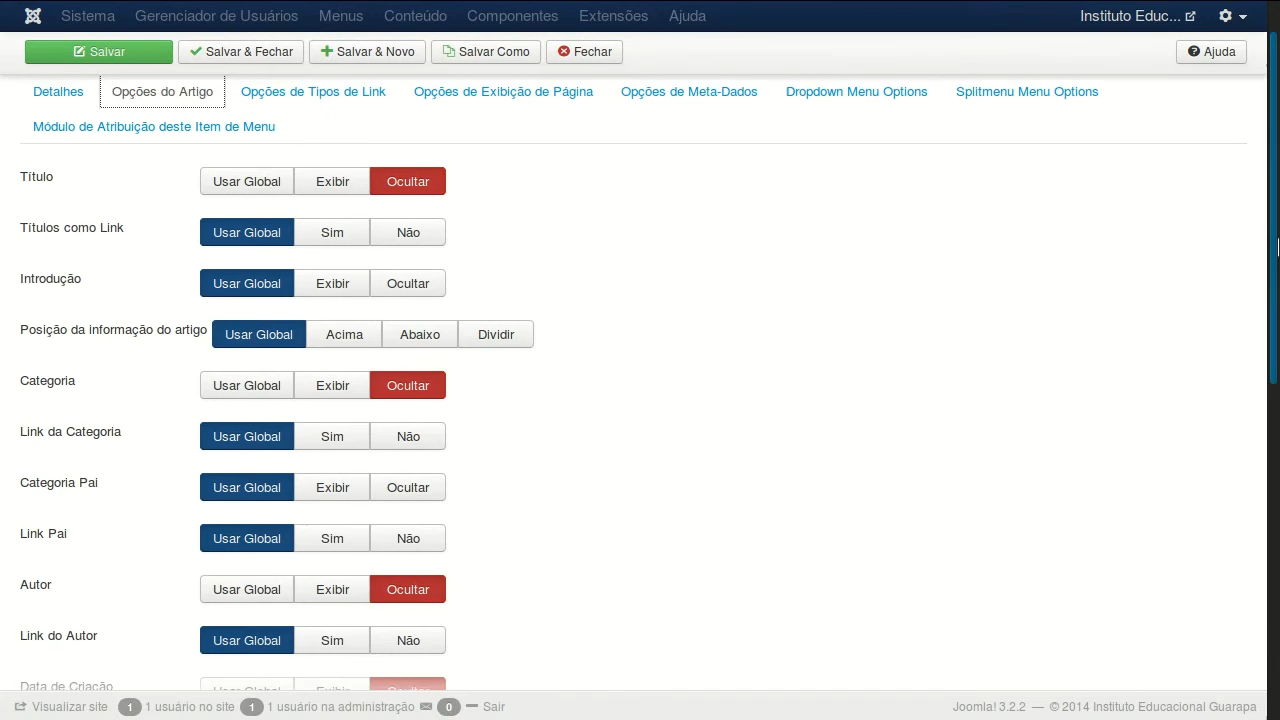 Sistema Gerenciador de Usuários Menus Conteúdo Componentes Extensões Ajuda Instituto Educ...
Salvar Salvar & Fechar Salvar & Novo Salvar Como Fechar Ajuda
Detalhes Opções do Artigo Opções de Tipos de Link Opções de Exibição de Página Opções de Meta-Dados Dropdown Menu Options Splitmenu Menu Options
Módulo de Atribuição deste Item de Menu
Título Usar Global Exibir Ocultar
Títulos como Link Usar Global Sim Não
Introdução Usar Global Exibir Ocultar
Posição da informação do artigo Usar Global Acima Abaixo Dividir
Categoria Usar Global Exibir Ocultar
Link da Categoria Usar Global Sim Não
Categoria Pai Usar Global Exibir Ocultar
Link Pai Usar Global Sim Não
Autor Usar Global Exibir Ocultar
Link do Autor Usar Global Sim Não
Data de Criação Usar Global Exibir Ocultar
Visualizar site 1 1 usuário no site 1 1 usuário na administração 0 Sair Joomla! 3.2.2 — © 2014 Instituto Educacional Guarapa